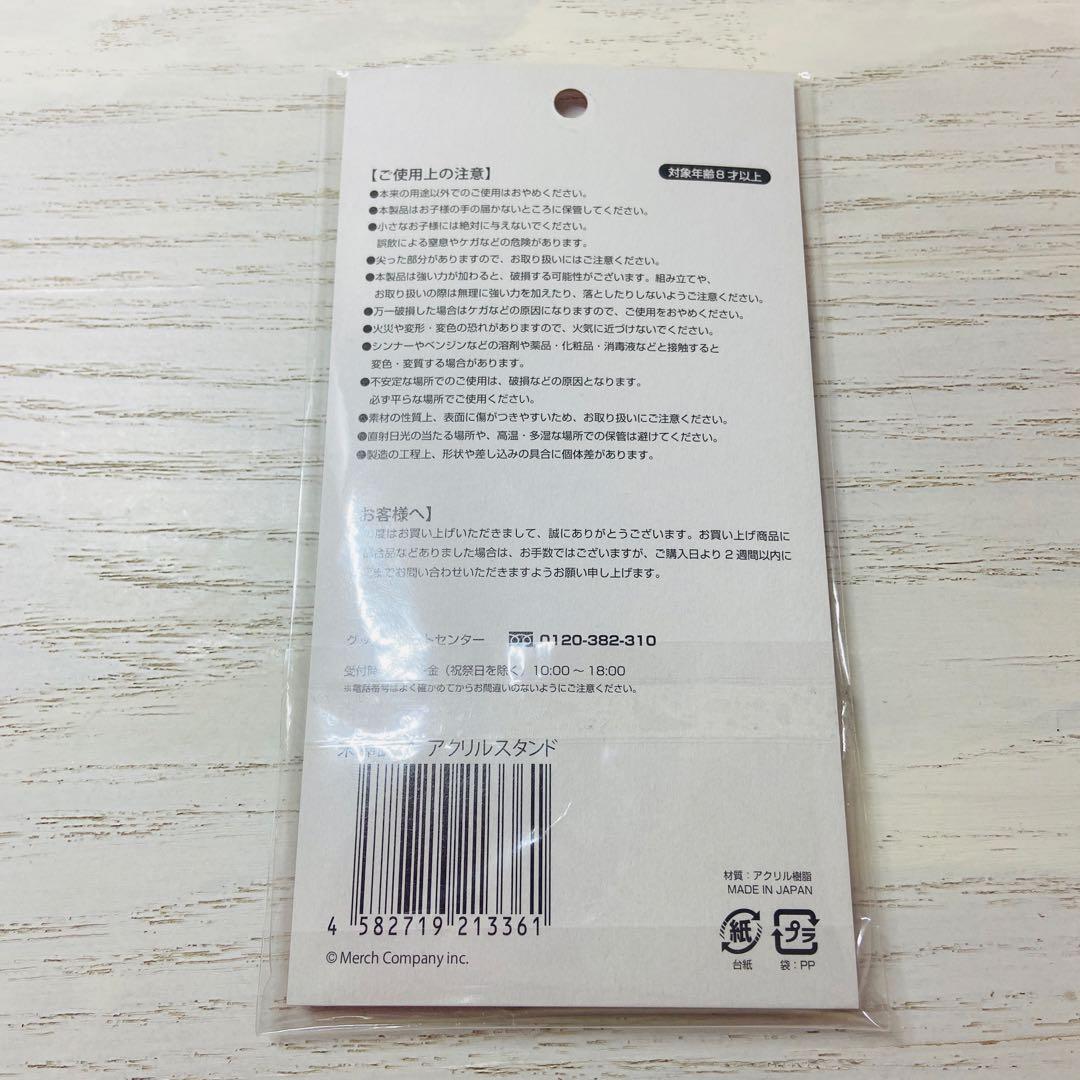 【ご使用上の注意】
対象年齢8才以上
●本来の用途以外でのご使用はおやめください。
●本製品はお子様の手の届かないところに保管してください。
●小さなお子様には絶対に与えないでください。
誤飲による窒息やケガなどの危険があります。
●尖った部分がありますので、お取り扱いにはご注意ください。
●本製品は強い力が加わると、破損する可能性がございます。組み立てや、
お取り扱いの際は無理に強い力を加えたり、落としたりしないようご注意ください。
●万一破損した場合はケガなどの原因になりますので、ご使用をおやめください。
●火災や変形・変色の恐れがありますので、火気に近づけないでください。
●シンナーやベンジンなどの溶剤や薬品・化粧品・消毒液などと接触すると
変色・変質する場合があります。
●不安定な場所でのご使用は、破損などの原因となります。
必ず平らな場所でご使用ください。
●素材の性質上、表面に傷がつきやすいため、お取り扱いにご注意ください。
●直射日光の当たる場所や、高温・多湿な場所での保管は避けてください。
●製造の工程上、形状や差し込みの具合に個体差があります。
お客様へ】
度はお買い上げいただきまして、誠にありがとうございます。お買い上げ商品に
合品などありました場合は、お手数ではございますが、ご購入日より2週間以内に
までお問い合わせいただきますようお願い申し上げます。
センター 0120-382-310
受付時 金（祝祭日を除く）10:00～18:00
※電話番号はよく確かめてからお間違いのないようにご注意ください。
アクリルスタンド
4 582719 213361
©Merch Company inc.
材質：アクリル樹脂
MADE IN JAPAN
紙 プラ
台紙 袋：PP